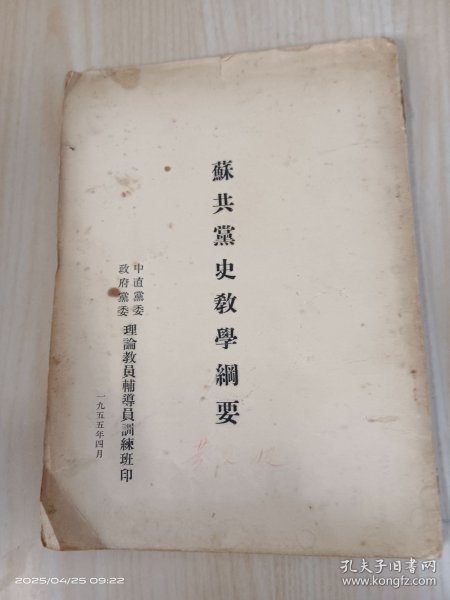 蘇共黨史教學綱要
中直黨委
政府黨委
理論教員輔導員訓練班印
一九五五年四月
2025/04/25 09:22
孔夫子旧书网
www.kongfz.com